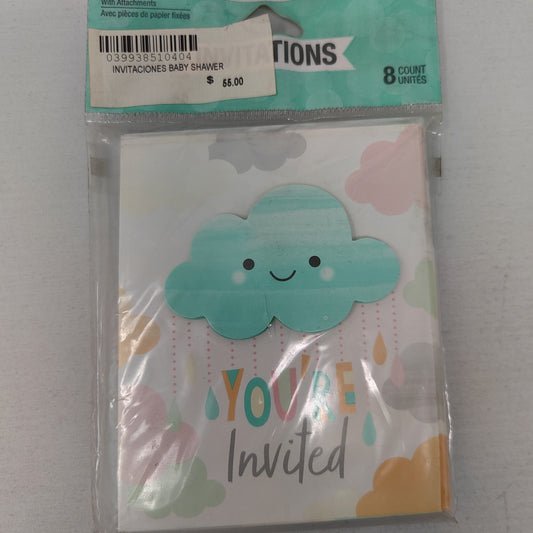 With Attachments
Avec pièces de papier fixées
039938510404
INVITACIONES BABY SHAWER
$ 55.00
INVITATIONS
8 COUNT
UNITÉS
YOU'RE
Invited